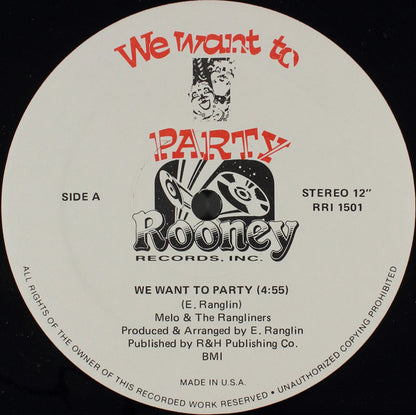 We want to
PARTY
SIDE A
STEREO 12"
RRI 1501
Rooney
RECORDS, INC.
WE WANT TO PARTY (4:55)
(E. Ranglin)
Melo & The Rangliners
Produced & Arranged by E. Ranglin
Published by R&H Publishing Co.
BMI
MADE IN U.S.A.
ALL RIGHTS OF THE OWNER OF THIS RECORDED WORK RESERVED • UNAUTHORIZED COPYING PROHIBITED